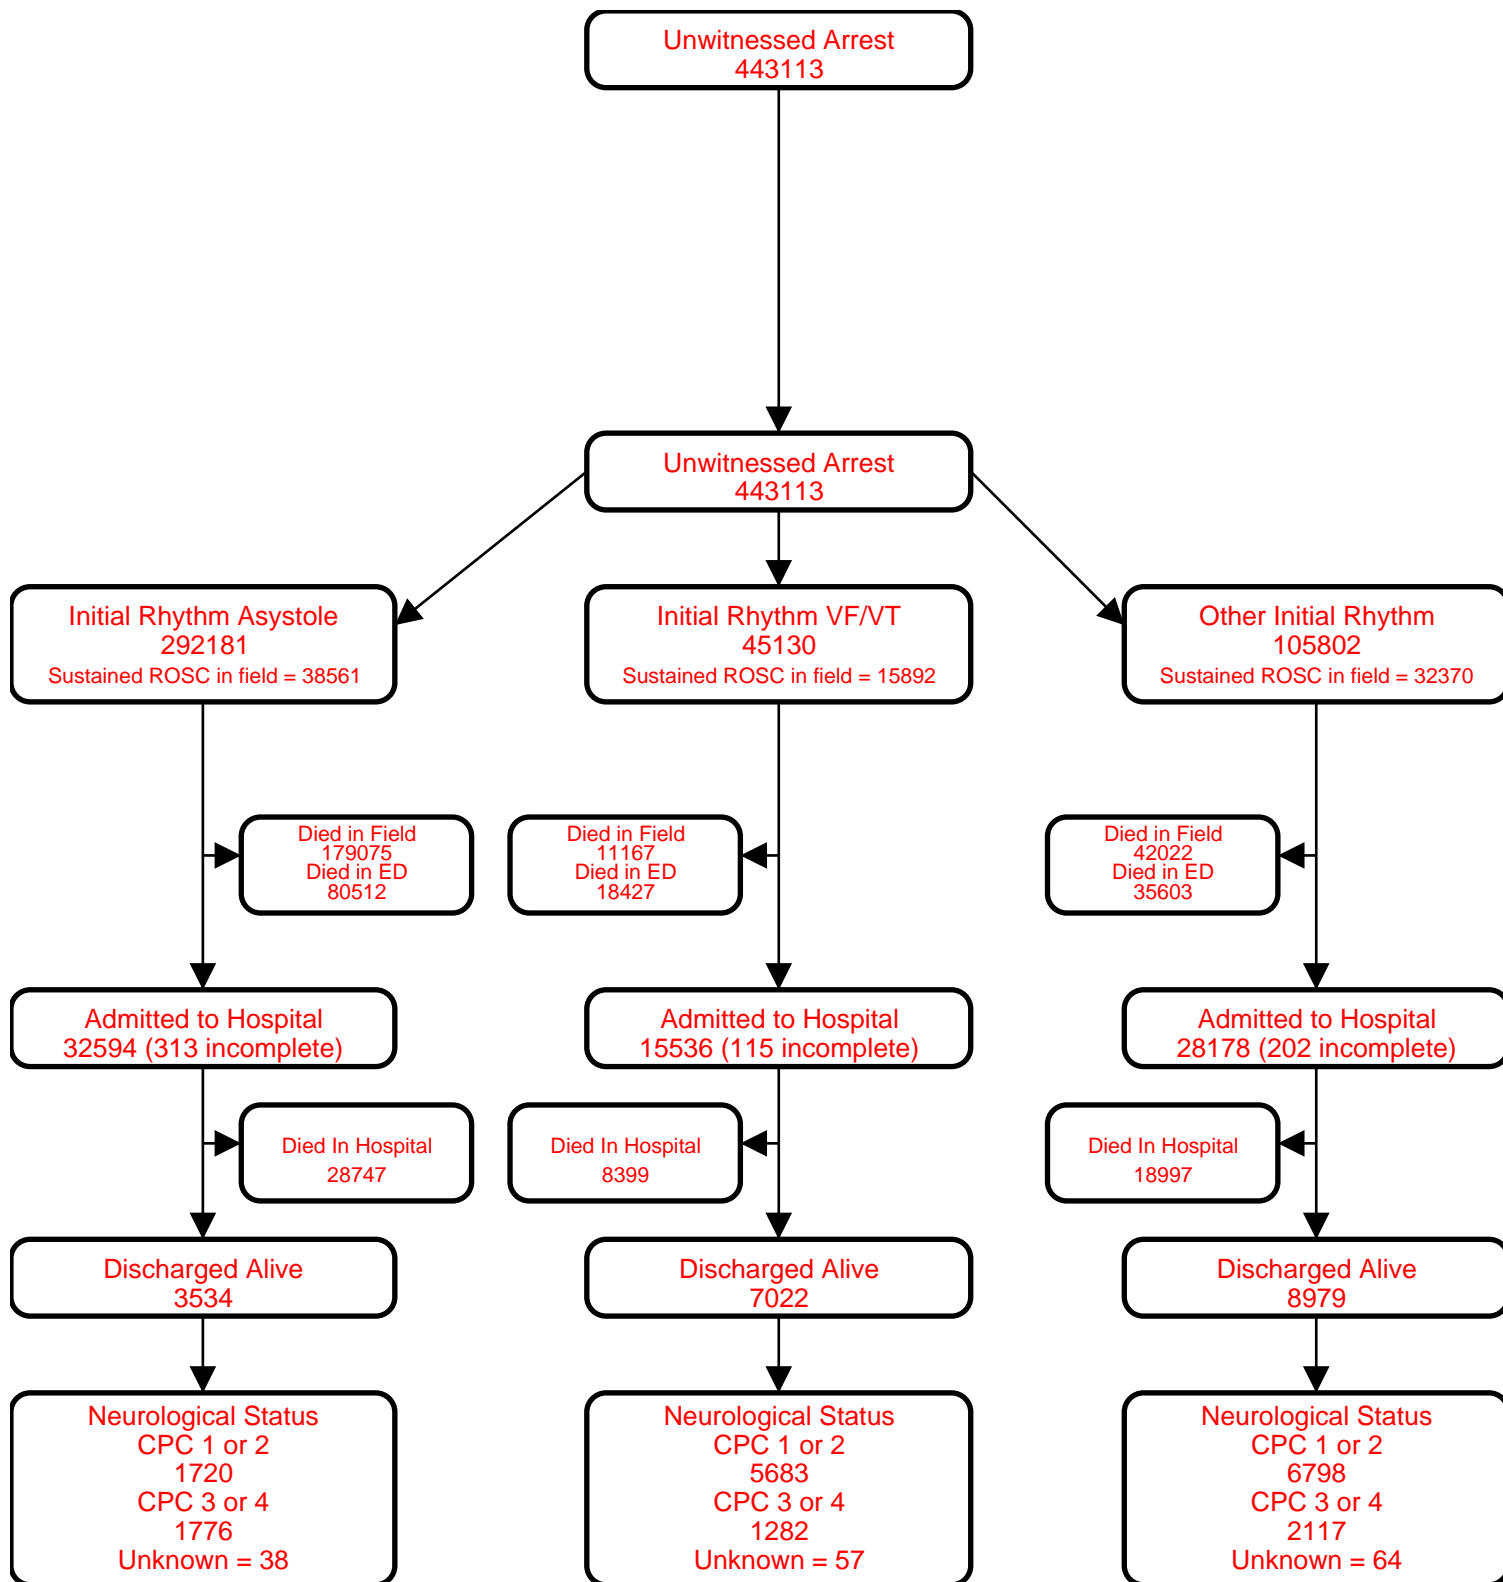 Unwitnessed Arrest
443113
Unwitnessed Arrest
443113
Initial Rhythm Asystole
292181
Sustained ROSC in field = 38561
Initial Rhythm VF/VT
45130
Sustained ROSC in field = 15892
Other Initial Rhythm
105802
Sustained ROSC in field = 32370
Died in Field
179075
Died in ED
80512
Died in Field
11167
Died in ED
18427
Died in Field
42022
Died in ED
35603
Admitted to Hospital
32594 (313 incomplete)
Admitted to Hospital
15536 (115 incomplete)
Admitted to Hospital
28178 (202 incomplete)
Died In Hospital
28747
Died In Hospital
8399
Died In Hospital
18997
Discharged Alive
3534
Discharged Alive
7022
Discharged Alive
8979
Neurological Status
CPC 1 or 2
1720
CPC 3 or 4
1776
Unknown = 38
Neurological Status
CPC 1 or 2
5683
CPC 3 or 4
1282
Unknown = 57
Neurological Status
CPC 1 or 2
6798
CPC 3 or 4
2117
Unknown = 64